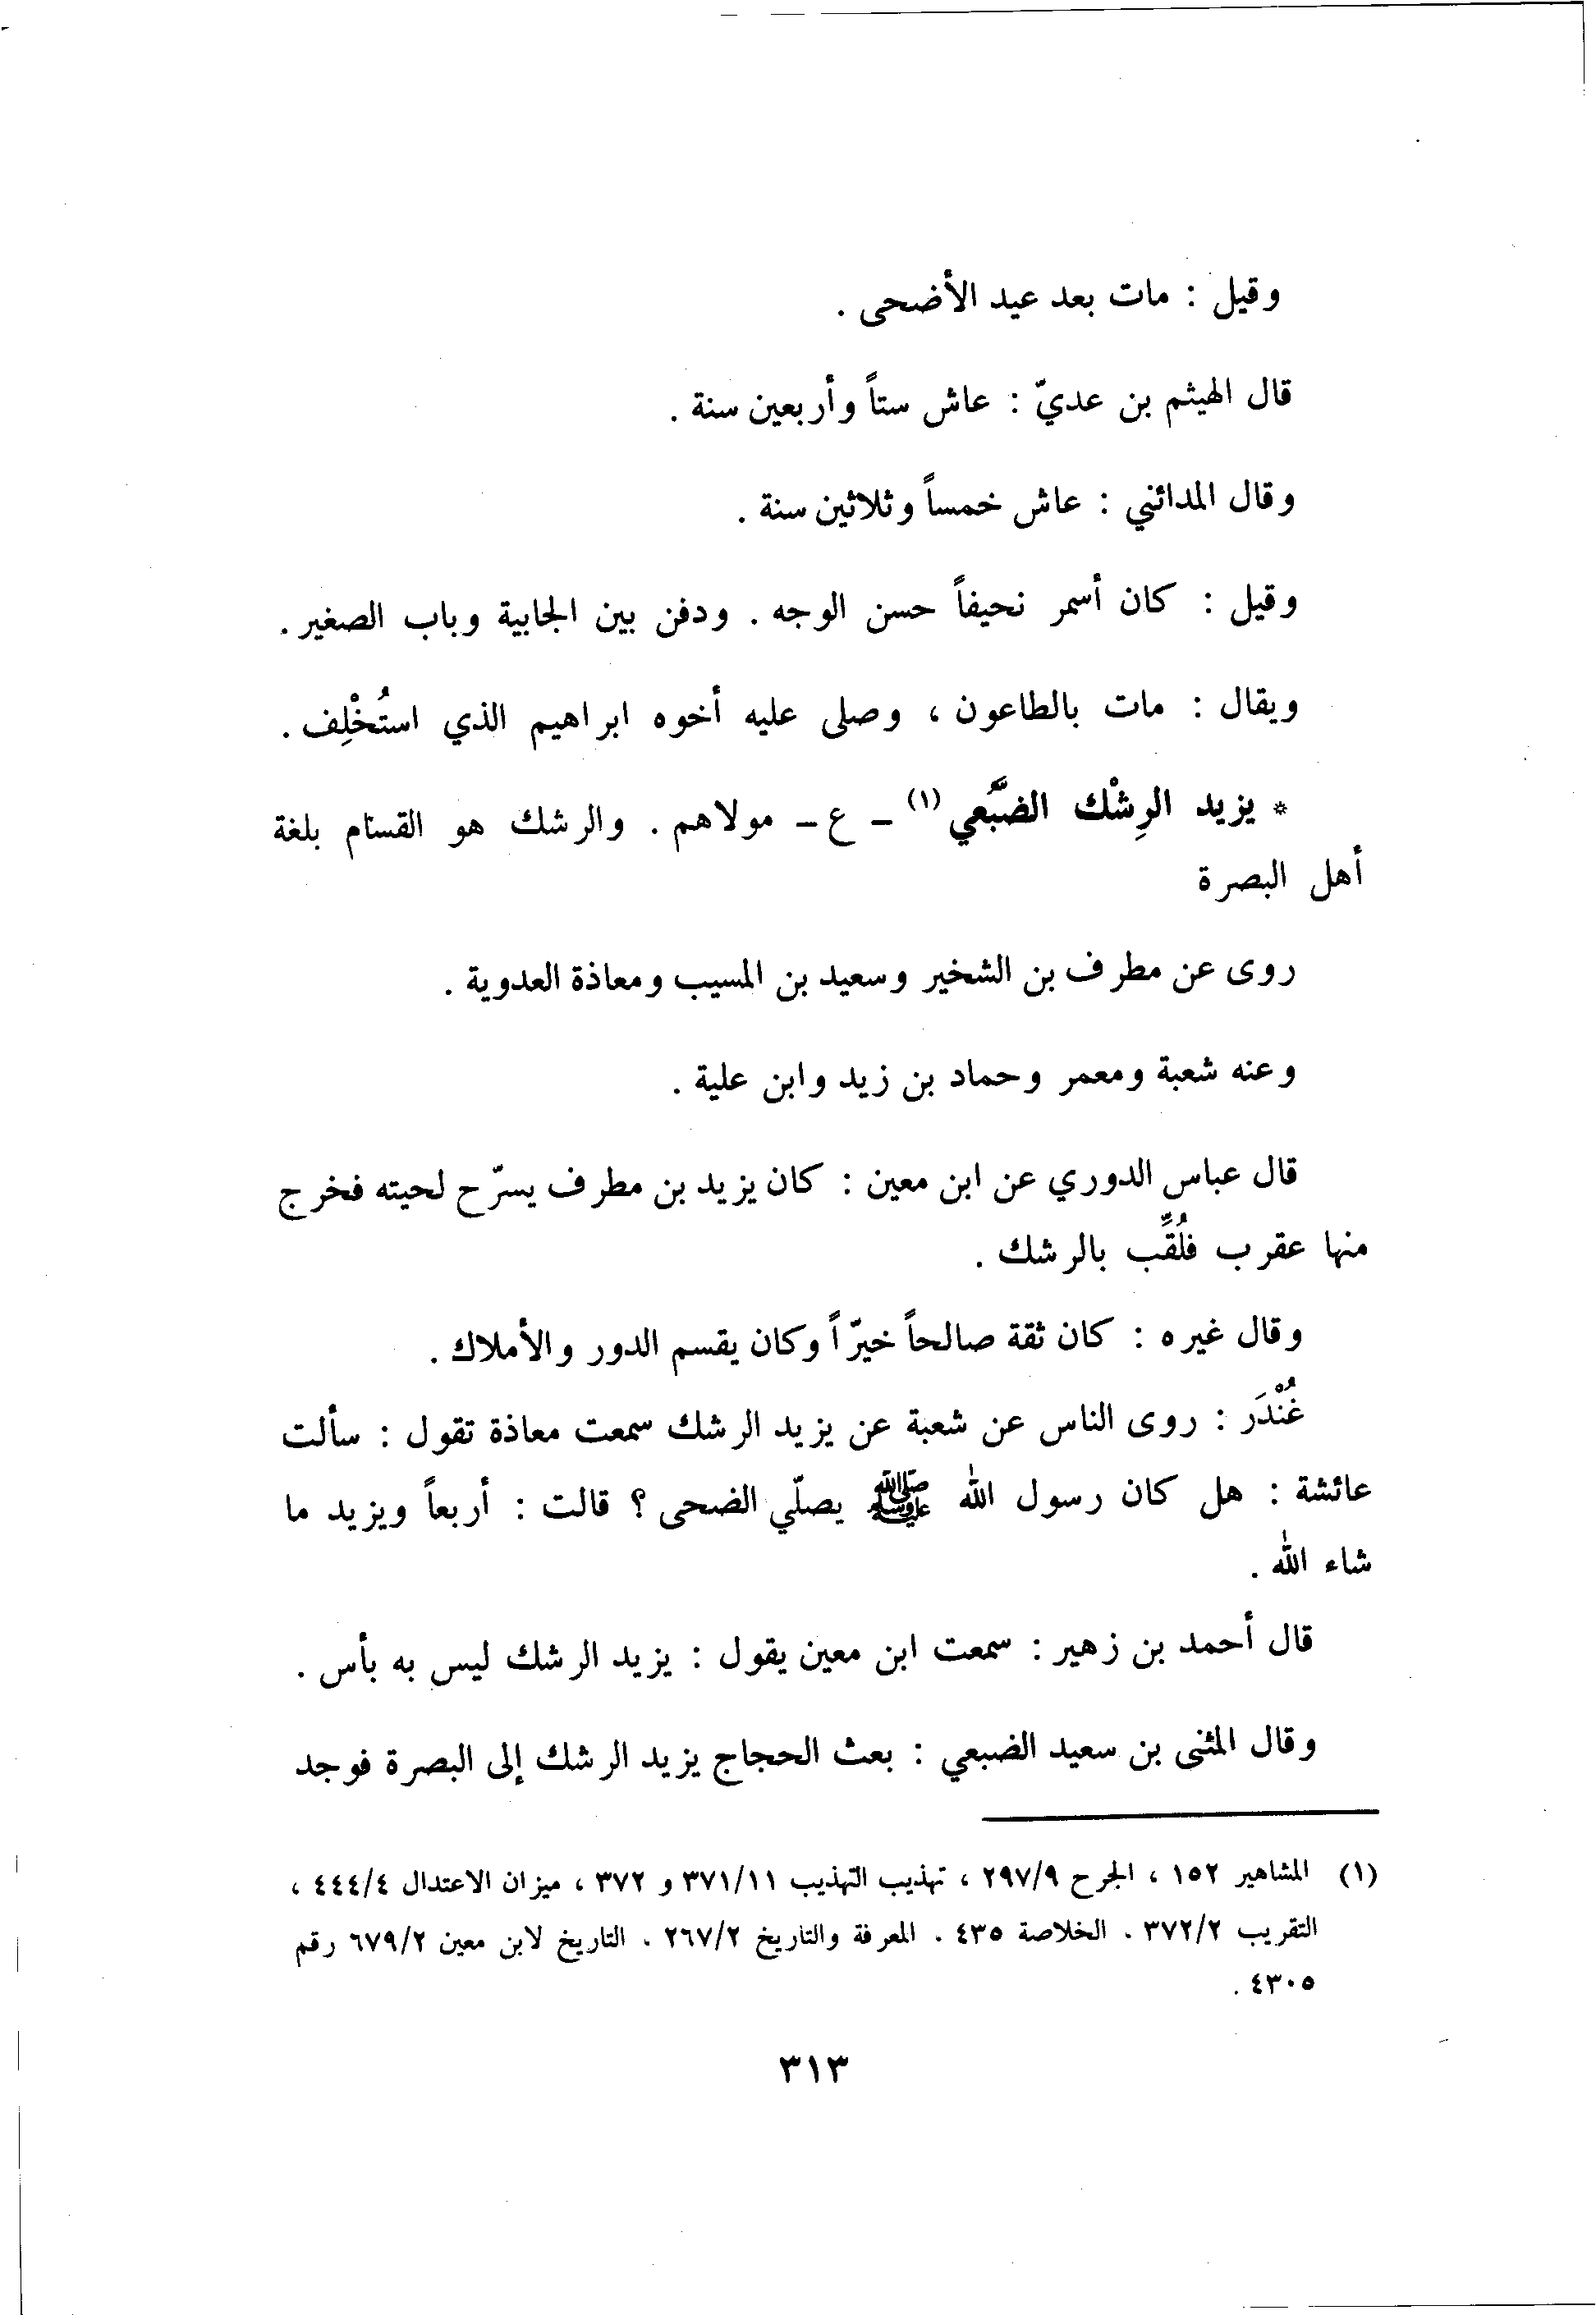 وقيل : مات بعد عيد الأضحى .
قال الهيثم بن عديّ : عاش ستاً وأربعين سنة .
وقال المدائني : عاش خمساً وثلاثين سنة .
وقيل : كان أسمر نحيفاً حسن الوجه . ودفن بين الجابية وباب الصغير .
ويقال : مات بالطاعون ، وصلى عليه أخوه ابراهيم الذي استُخْلِف .
* يزيد الرِشْك الضبَّعي (١) - ع - مولاهم . والرشك هو القسّام بلغة
أهل البصرة
روى عن مطرف بن الشخير وسعيد بن المسيب ومعاذة العدوية .
وعنه شعبة ومعمر وحماد بن زيد وابن علية .
قال عباس الدوري عن ابن معين : كان يزيد بن مطرف يسرّح لحيته فخرج
منها عقرب فلُقِّب بالرشك .
وقال غيره : كان ثقة صالحاً خيرّاً وكان يقسم الدور والأملاك .
غُنْدَر : روى الناس عن شعبة عن يزيد الرشك سمعت معاذة تقول : سألت
عائشة : هل كان رسول الله ﷺ يصلّي الضحى ؟ قالت : أربعاً ويزيد ما
شاء الله .
قال أحمد بن زهير : سمعت ابن معين يقول : يزيد الرشك ليس به بأس .
وقال المثنى بن سعيد الضبعي : بعث الحجاج يزيد الرشك إلى البصرة فوجد
(١) المشاهير ١٥٢ ، الجرح ٢٩٧/٩ ، تهذيب التهذيب ٣٧١/١١ و ٣٧٢ ، ميزان الاعتدال ٤٤٤/٤ ،
التقريب ٣٧٢/٢ . الخلاصة ٤٣٥ . المعرفة والتاريخ ٢٦٧/٢ . التاريخ لابن معين ٦٧٩/٢ رقم
٤٣٠٥ .
٣١٣